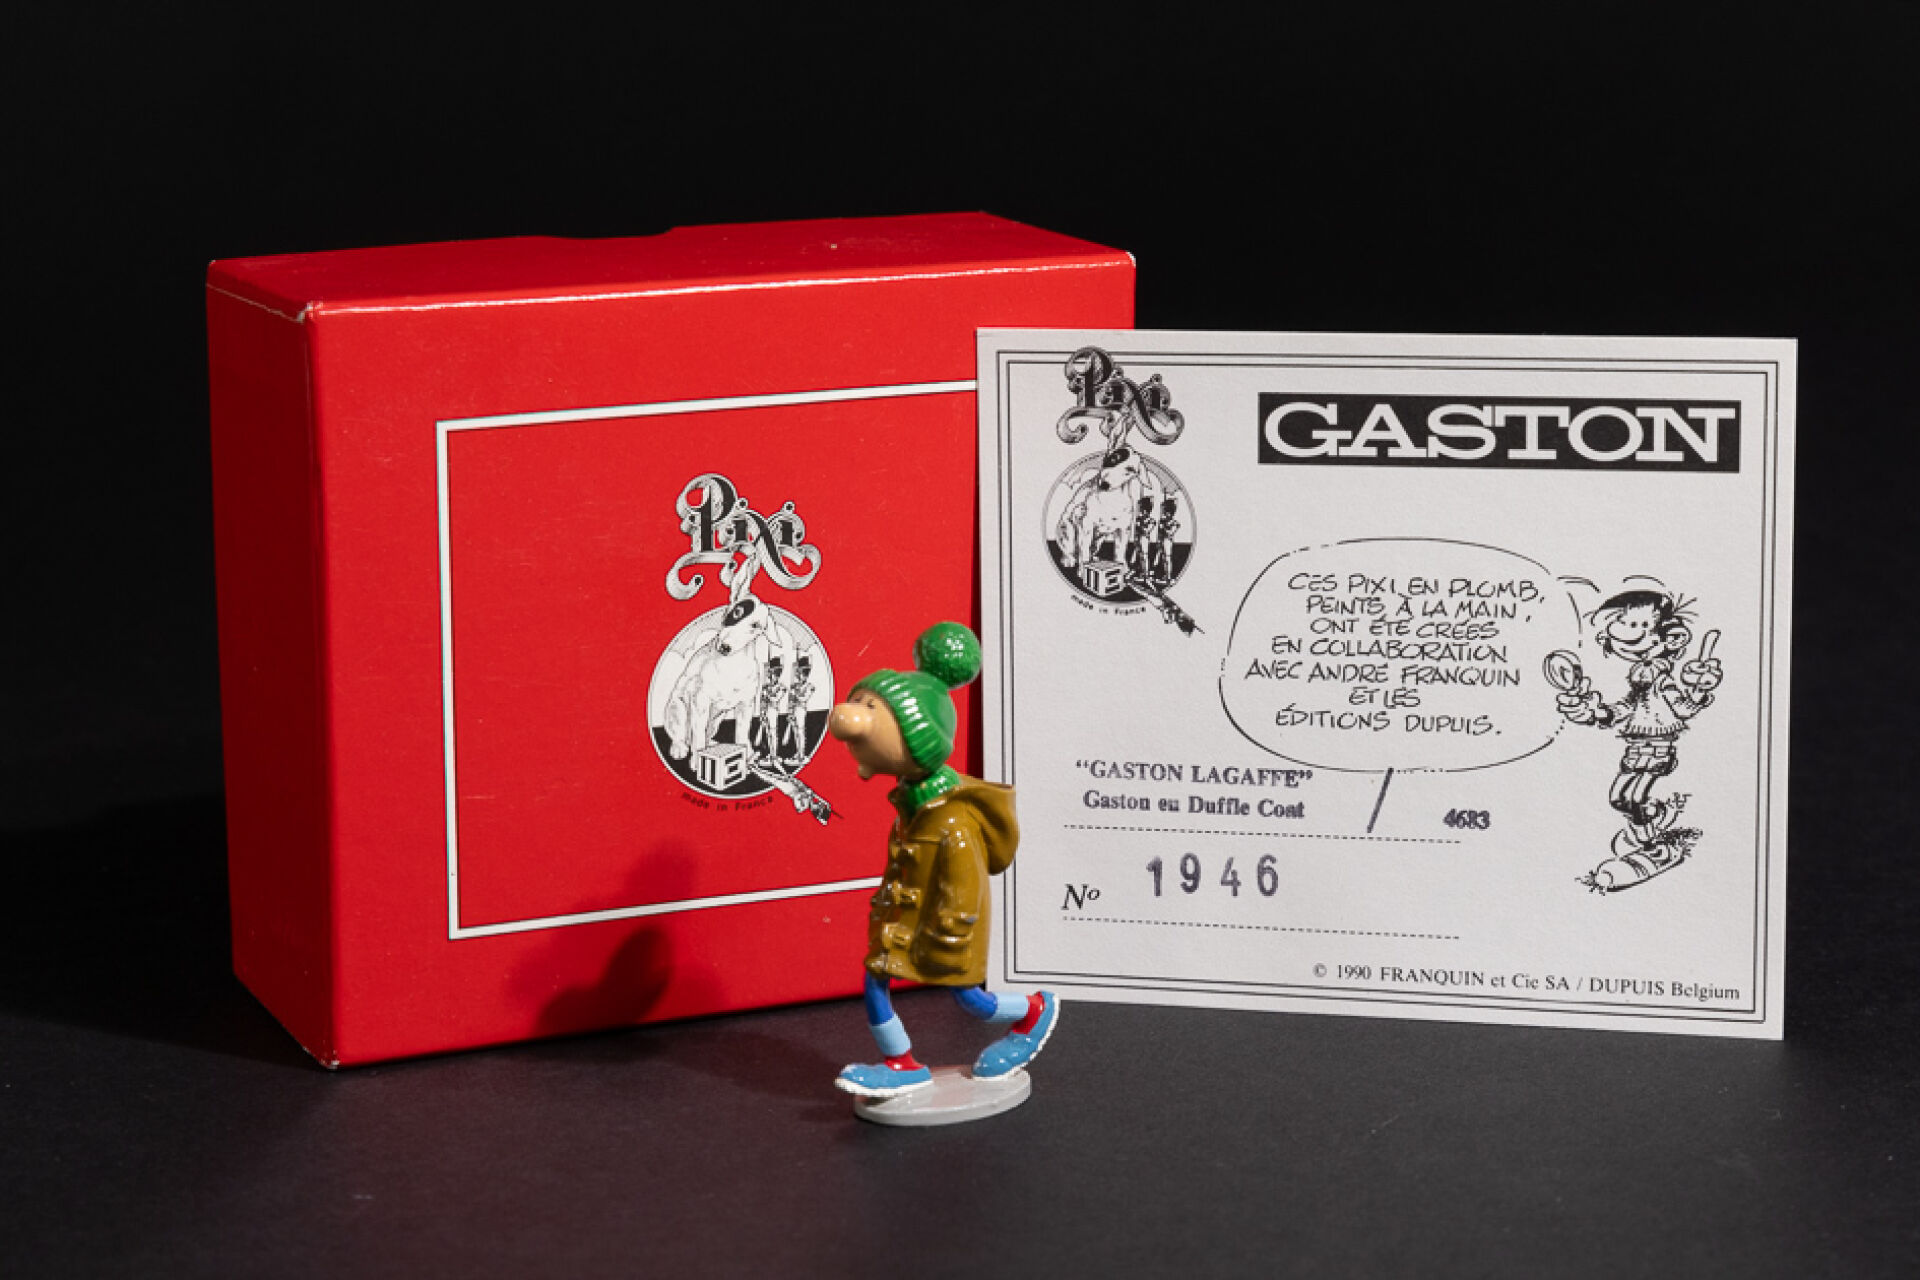 Pixi
made in France
Pixi
made in France
GASTON
CES PIXI EN PLOMB,
PEINTS À LA MAIN,
ONT ÉTÉ CRÉÉS
EN COLLABORATION
AVEC ANDRÉ FRANQUIN
ET LES
ÉDITIONS DUPUIS.
“GASTON LAGAFFE”
Gaston en Duffle Coat / 4683
No 1946
© 1990 FRANQUIN et Cie SA / DUPUIS Belgium